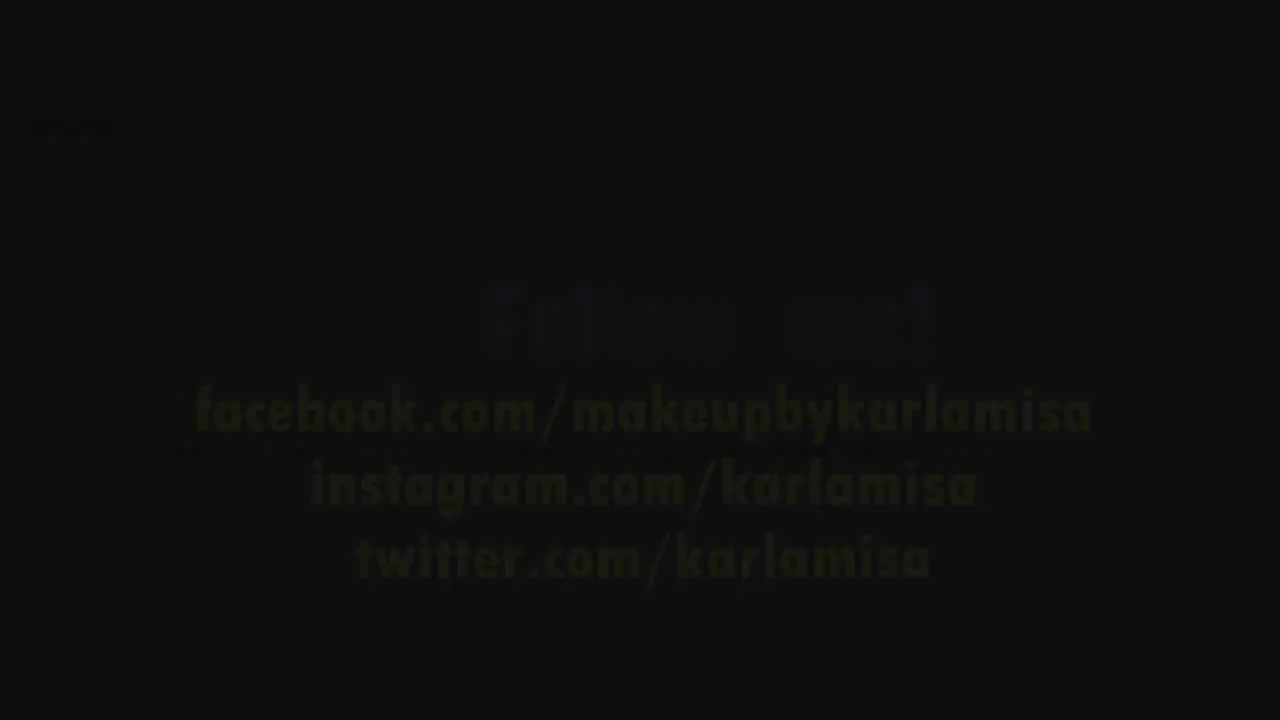 Follow me!
facebook.com/makeupbykarlamisa
instagram.com/karlamisa
twitter.com/karlamisa